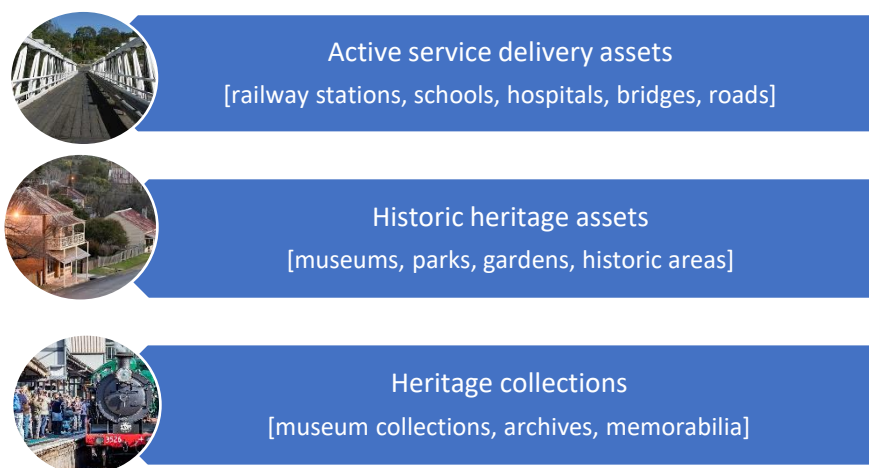 Active service delivery assets
[railway stations, schools, hospitals, bridges, roads]
Historic heritage assets
[museums, parks, gardens, historic areas]
Heritage collections
[museum collections, archives, memorabilia]
3526